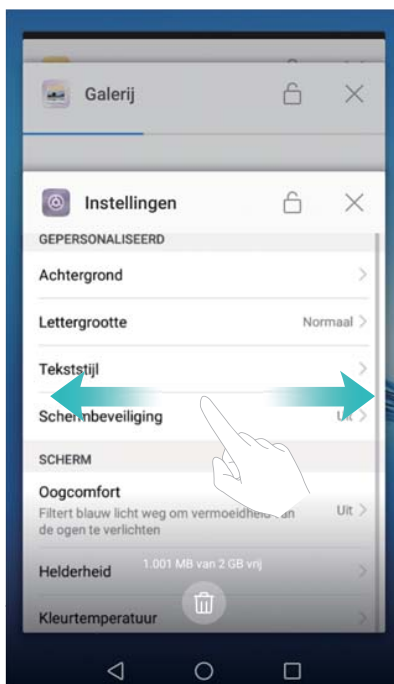 Galerij
Instellingen
GEPERSONALISEERD
Achtergrond
Lettergrootte Normaal
Tekststijl
Schermbeveiliging Uit
SCHERM
Oogcomfort
Filtert blauw licht weg om vermoeidheid van Uit
de ogen te verlichten
1.001 MB van 2 GB vrij
Helderheid
Kleurtemperatuur